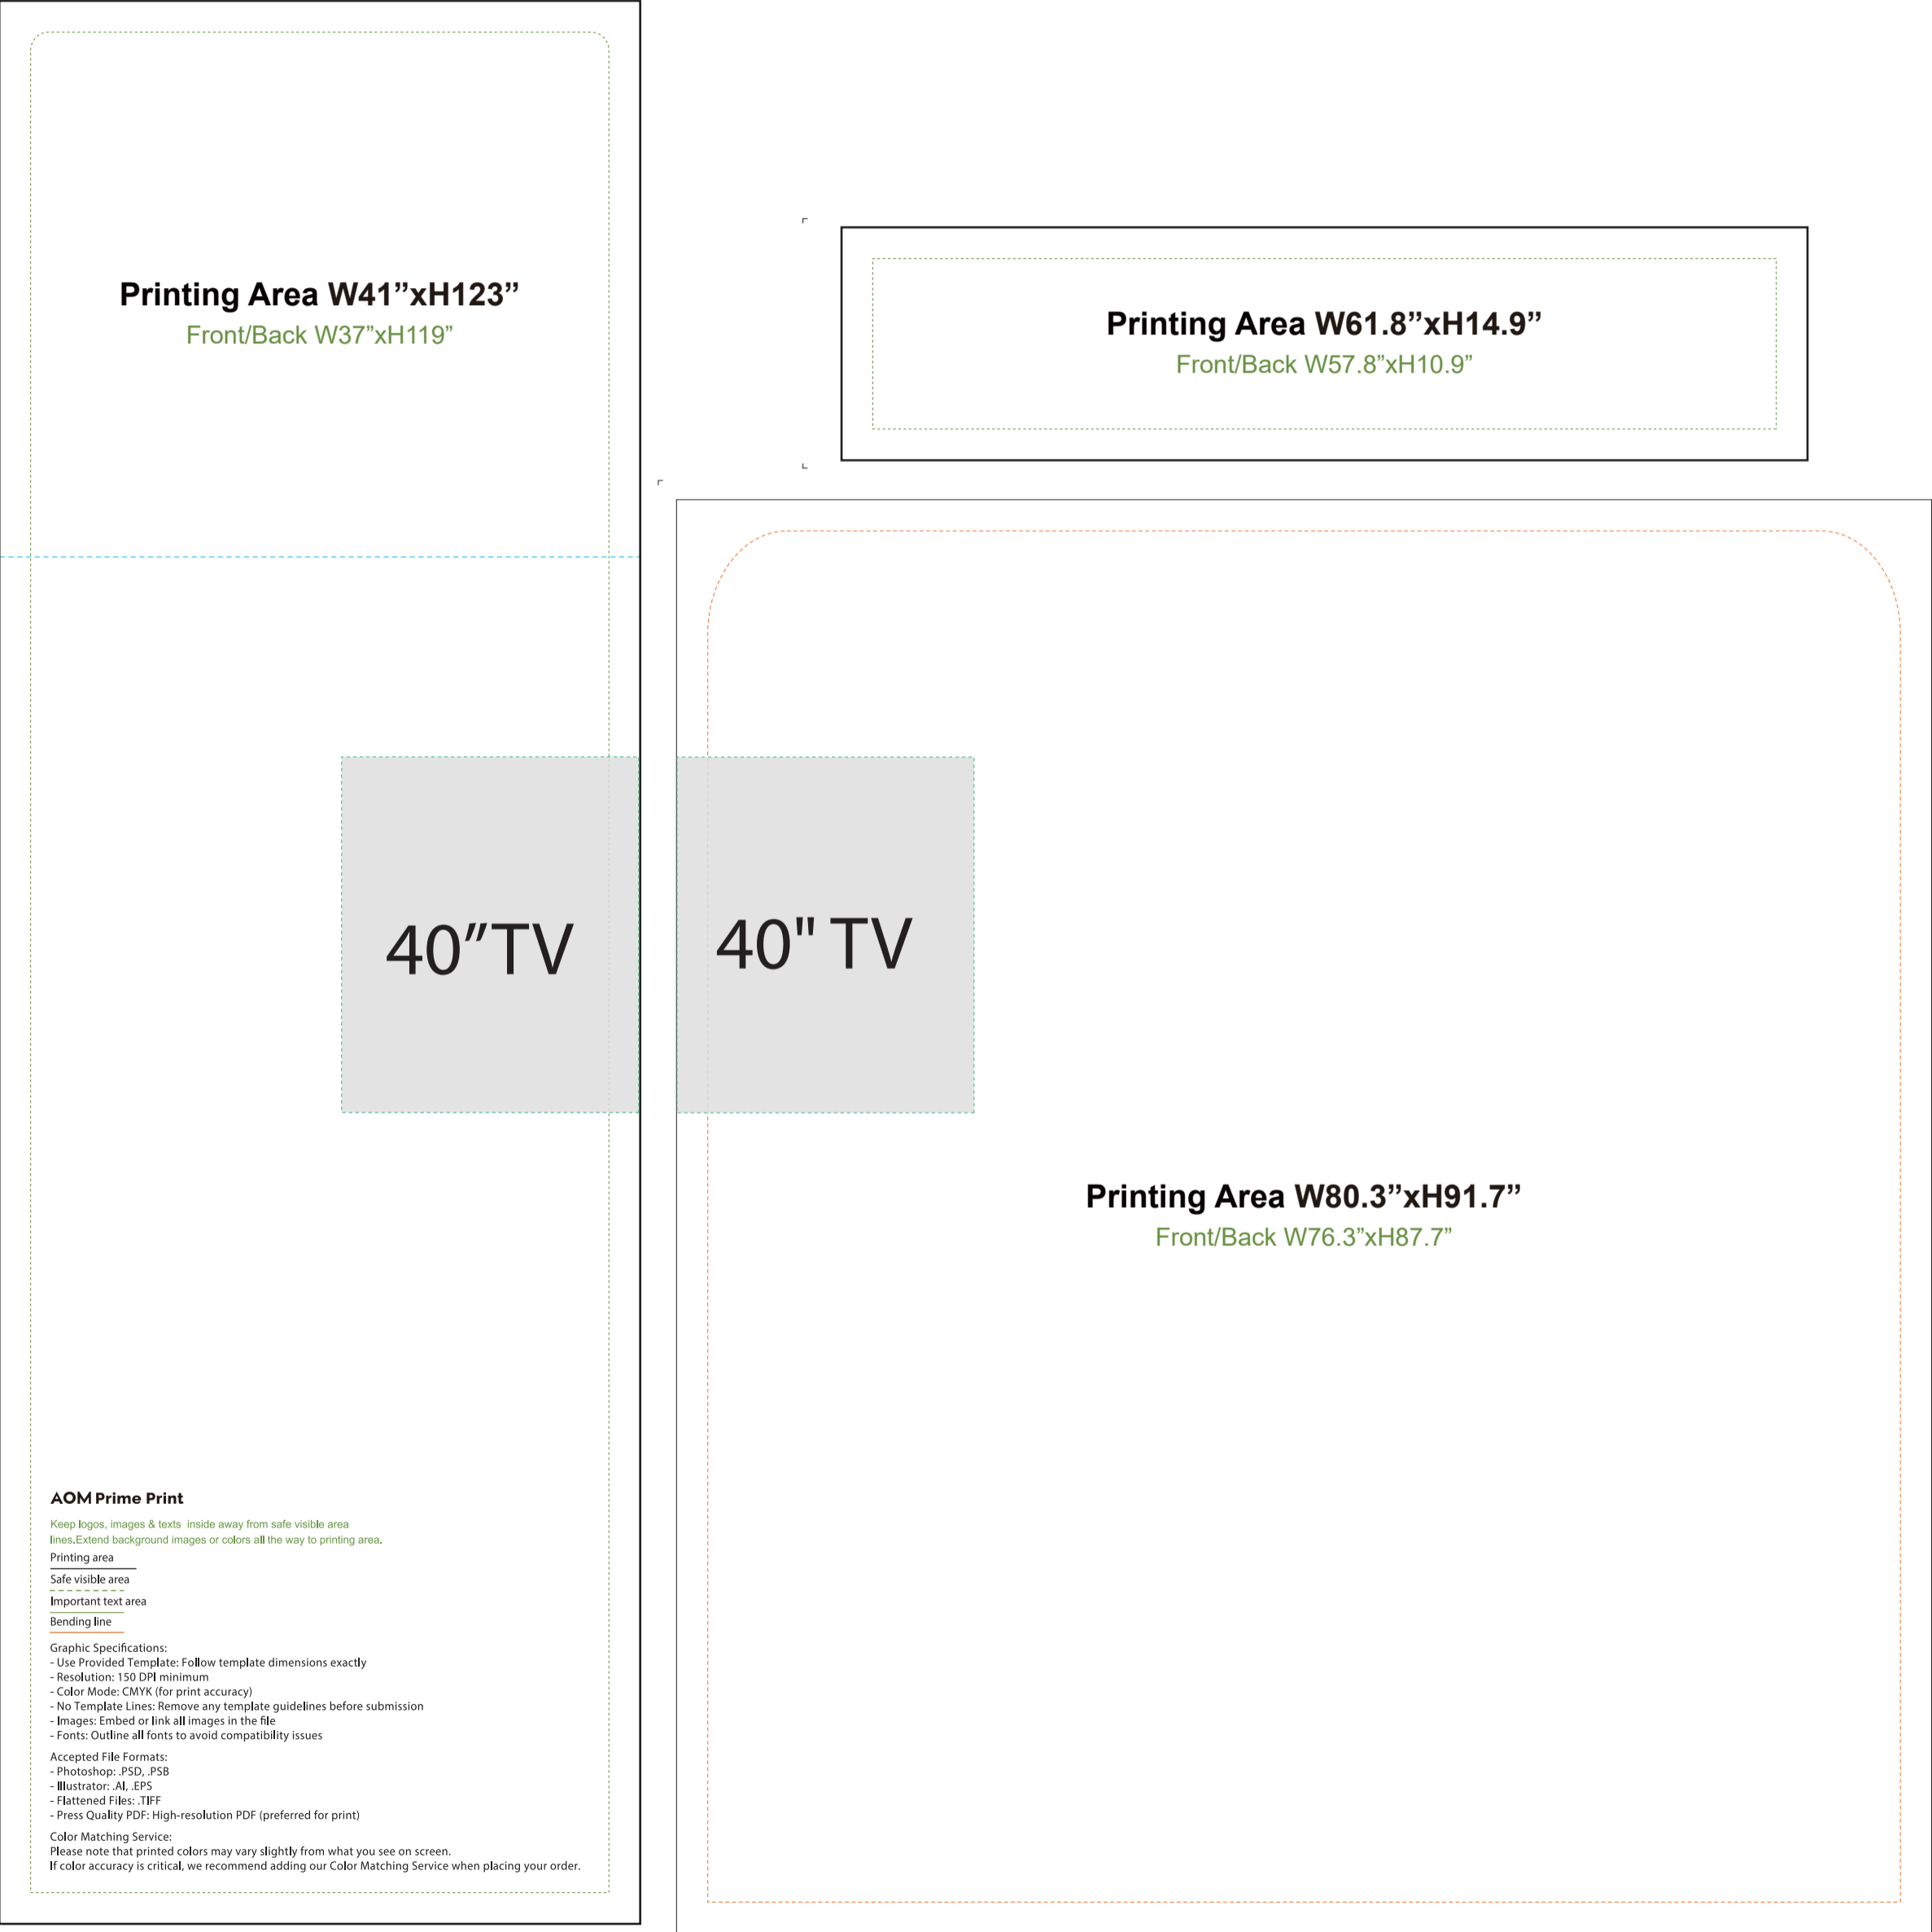 Printing Area W41”xH123”
Front/Back W37”xH119”
Printing Area W61.8”xH14.9”
Front/Back W57.8”xH10.9”
40”TV
40" TV
Printing Area W80.3”xH91.7”
Front/Back W76.3”xH87.7”
AOM Prime Print
Keep logos, images & texts inside away from safe visible area
lines.Extend background images or colors all the way to printing area.
Printing area
Safe visible area
Important text area
Bending line
Graphic Specifications:
- Use Provided Template: Follow template dimensions exactly
- Resolution: 150 DPI minimum
- Color Mode: CMYK (for print accuracy)
- No Template Lines: Remove any template guidelines before submission
- Images: Embed or link all images in the file
- Fonts: Outline all fonts to avoid compatibility issues
Accepted File Formats:
- Photoshop: .PSD, .PSB
- Illustrator: .AI, .EPS
- Flattened Files: .TIFF
- Press Quality PDF: High-resolution PDF (preferred for print)
Color Matching Service:
Please note that printed colors may vary slightly from what you see on screen.
If color accuracy is critical, we recommend adding our Color Matching Service when placing your order.